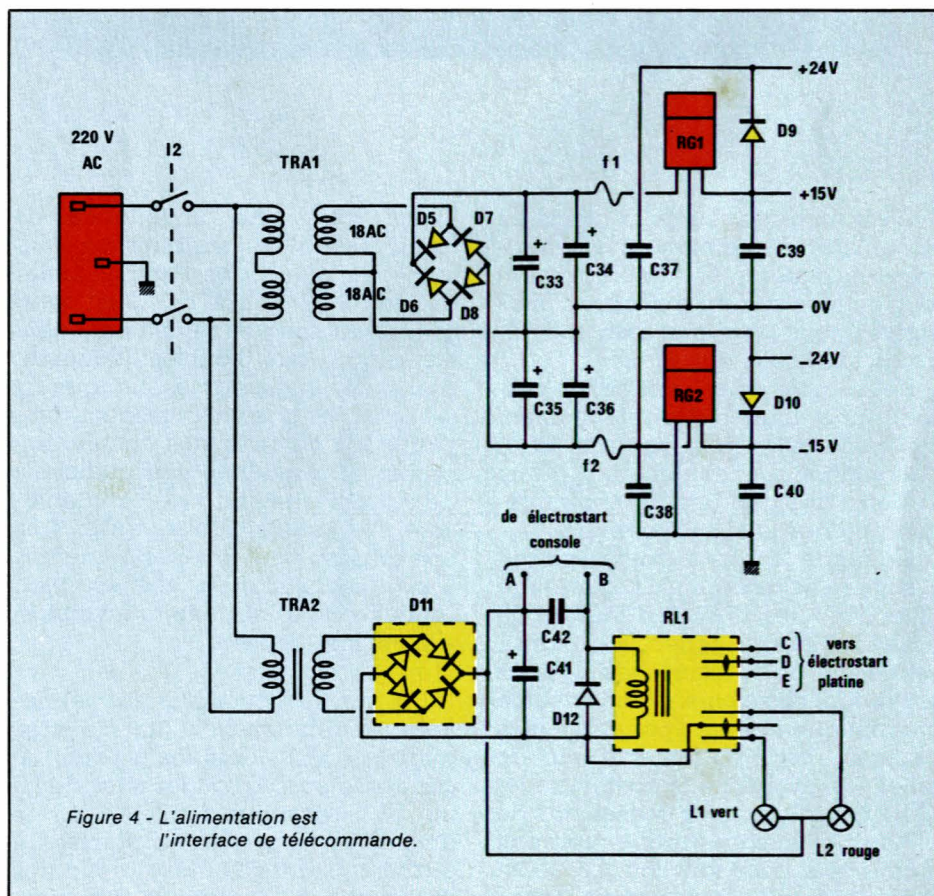 220 V
AC
I2
TRA1
18AC
18AC
D5
D7
D6
D8
C33
C34
f1
C37
RG1
D9
+24V
+15V
C39
0V
C35
C36
f2
RG2
C38
D10
_24V
_15V
C40
de électrostart
console
A
B
TRA2
D11
C42
C41
D12
RL1
C
D
E
vers
électrostart
platine
L1 vert
L2 rouge
Figure 4 - L'alimentation est
l'interface de télécommande.